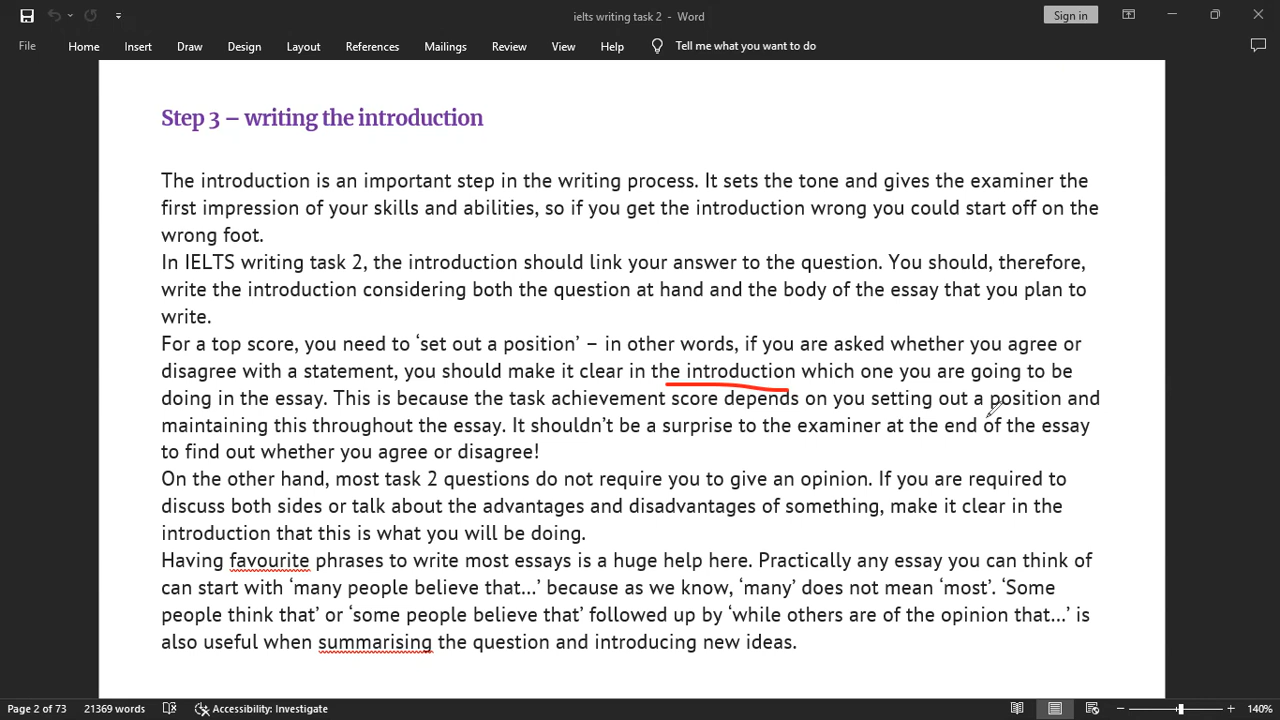 ielts writing task 2 - Word
Sign in
File Home Insert Draw Design Layout References Mailings Review View Help Tell me what you want to do
Step 3 – writing the introduction
The introduction is an important step in the writing process. It sets the tone and gives the examiner the
first impression of your skills and abilities, so if you get the introduction wrong you could start off on the
wrong foot.
In IELTS writing task 2, the introduction should link your answer to the question. You should, therefore,
write the introduction considering both the question at hand and the body of the essay that you plan to
write.
For a top score, you need to ‘set out a position’ – in other words, if you are asked whether you agree or
disagree with a statement, you should make it clear in the introduction which one you are going to be
doing in the essay. This is because the task achievement score depends on you setting out a position and
maintaining this throughout the essay. It shouldn’t be a surprise to the examiner at the end of the essay
to find out whether you agree or disagree!
On the other hand, most task 2 questions do not require you to give an opinion. If you are required to
discuss both sides or talk about the advantages and disadvantages of something, make it clear in the
introduction that this is what you will be doing.
Having favourite phrases to write most essays is a huge help here. Practically any essay you can think of
can start with ‘many people believe that…’ because as we know, ‘many’ does not mean ‘most’. ‘Some
people think that’ or ‘some people believe that’ followed up by ‘while others are of the opinion that…’ is
also useful when summarising the question and introducing new ideas.
Page 2 of 73 21369 words Accessibility: Investigate 140%